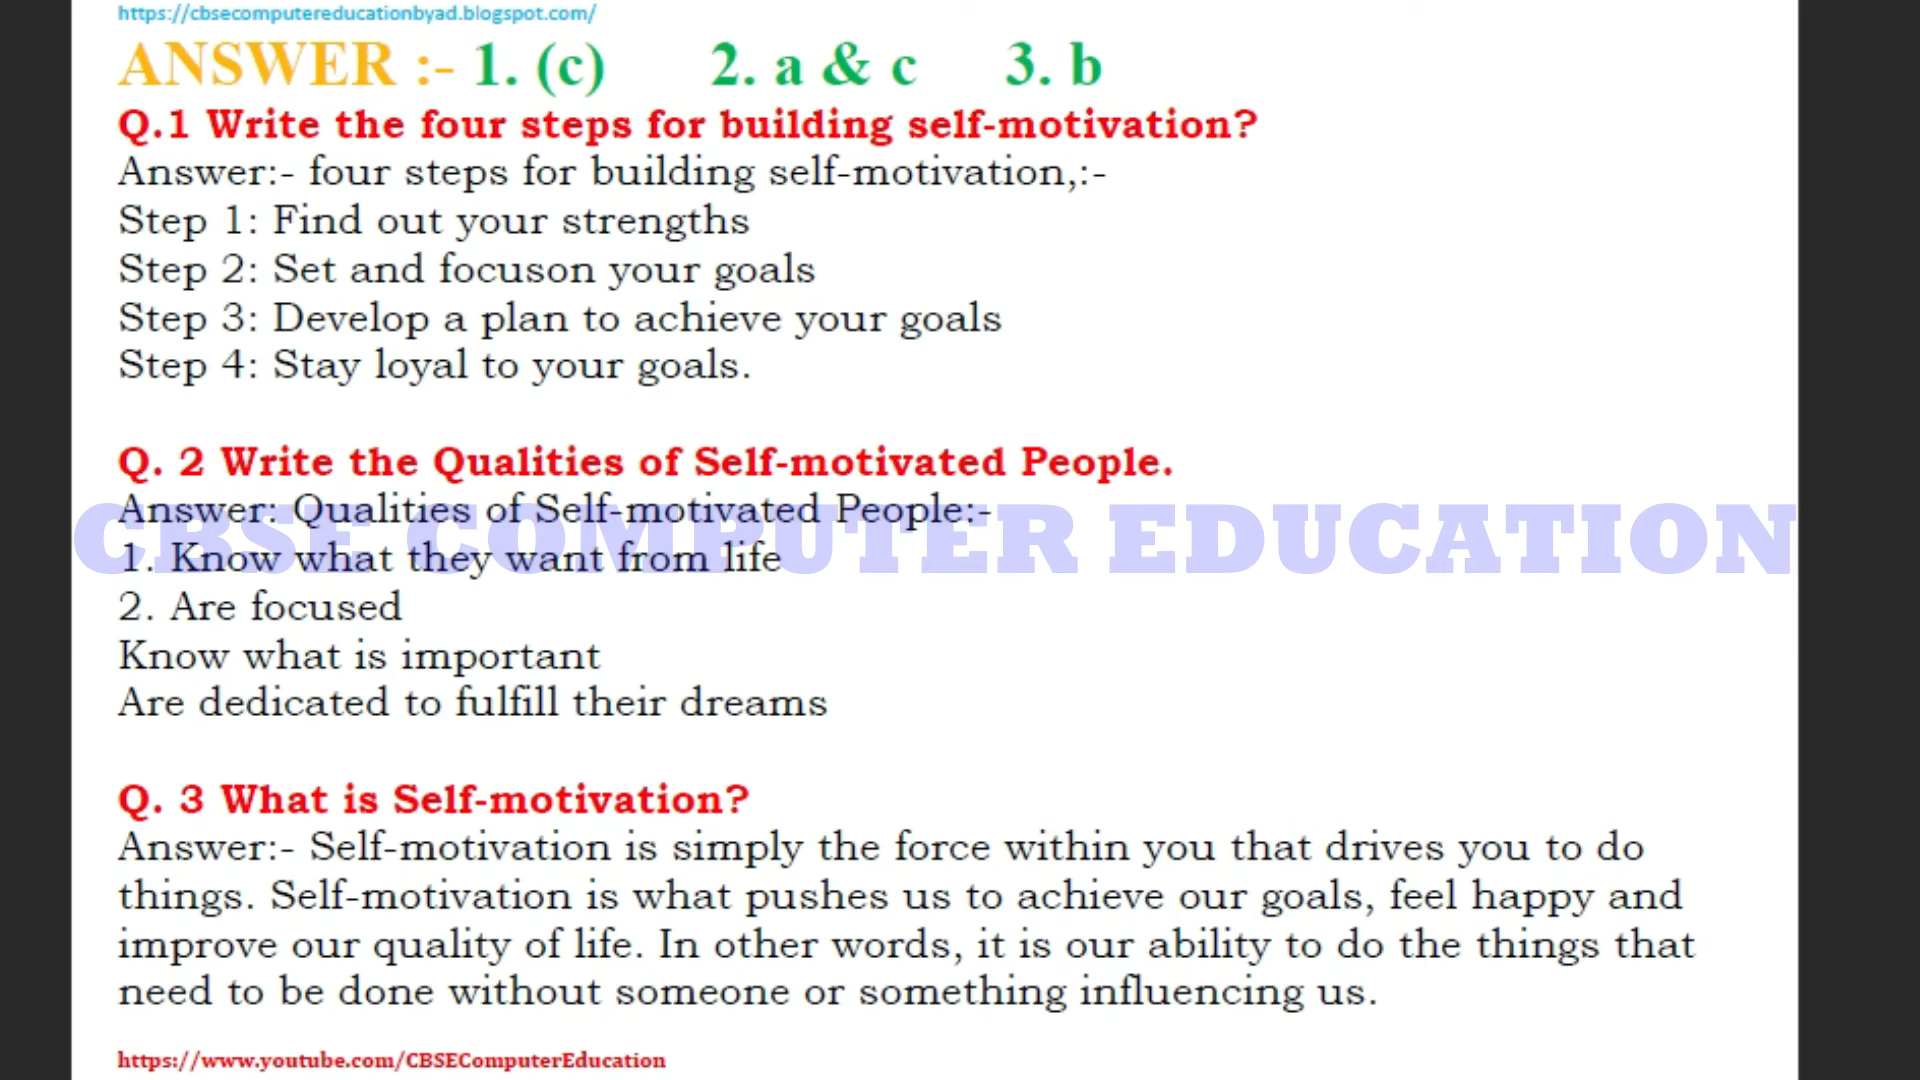 https://cbsecomputereducationbyad.blogspot.com/
ANSWER :- 1. (c) 2. a & c 3. b
Q.1 Write the four steps for building self-motivation?
Answer:- four steps for building self-motivation,:-
Step 1: Find out your strengths
Step 2: Set and focuson your goals
Step 3: Develop a plan to achieve your goals
Step 4: Stay loyal to your goals.
Q. 2 Write the Qualities of Self-motivated People.
Answer: Qualities of Self-motivated People:-
CBSE COMPUTER EDUCATION
1. Know what they want from life
2. Are focused
Know what is important
Are dedicated to fulfill their dreams
Q. 3 What is Self-motivation?
Answer:- Self-motivation is simply the force within you that drives you to do
things. Self-motivation is what pushes us to achieve our goals, feel happy and
improve our quality of life. In other words, it is our ability to do the things that
need to be done without someone or something influencing us.
https://www.youtube.com/CBSEComputerEducation